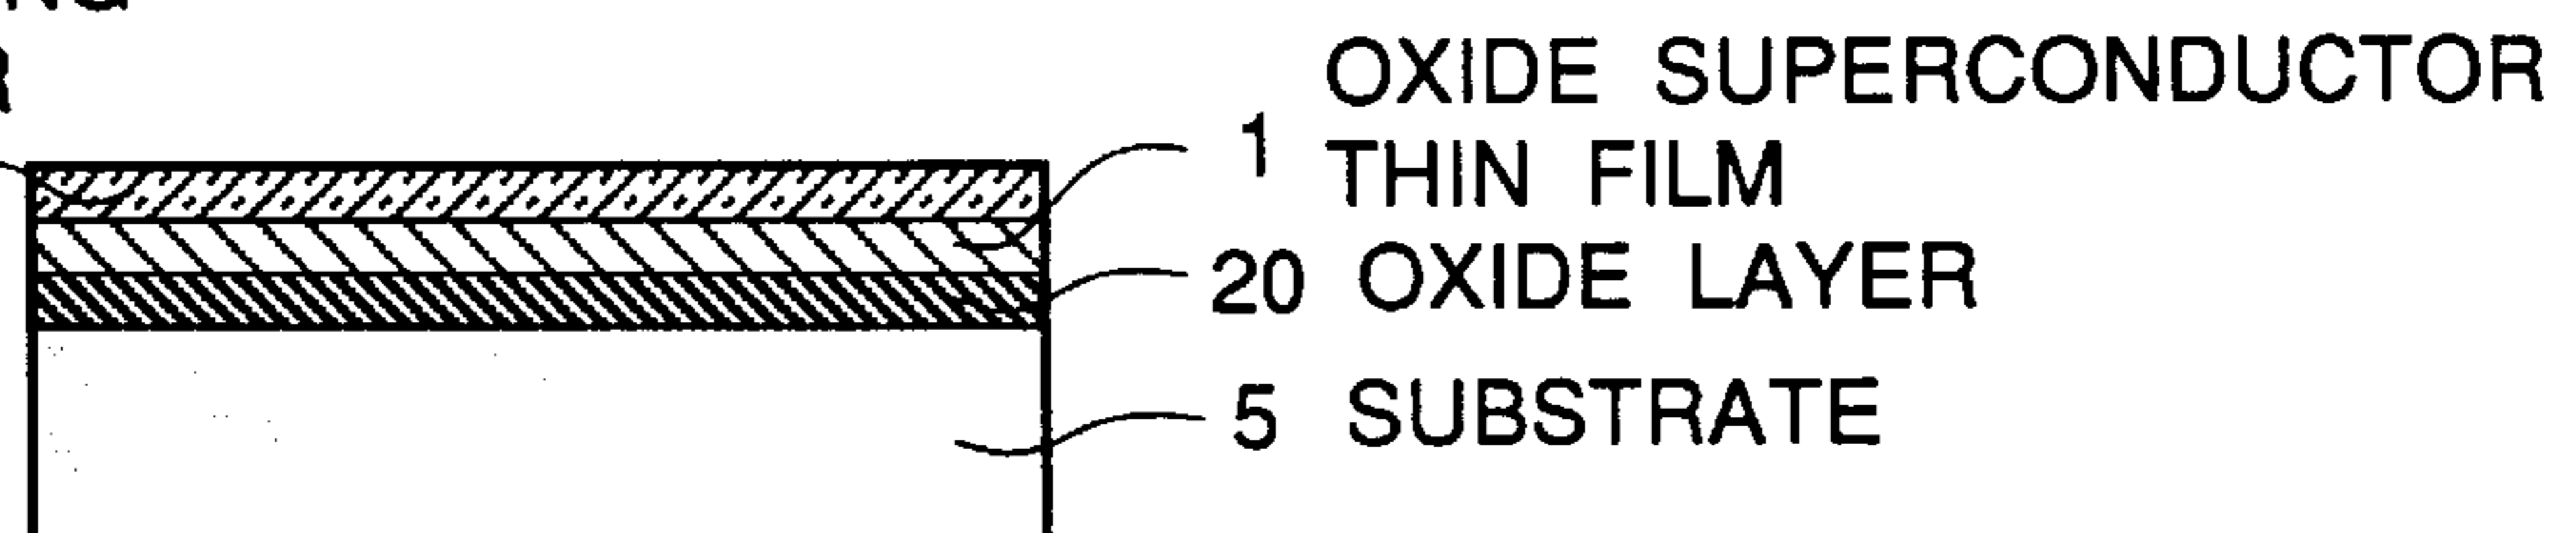 OXIDE SUPERCONDUCTOR
1 THIN FILM
20 OXIDE LAYER
5 SUBSTRATE